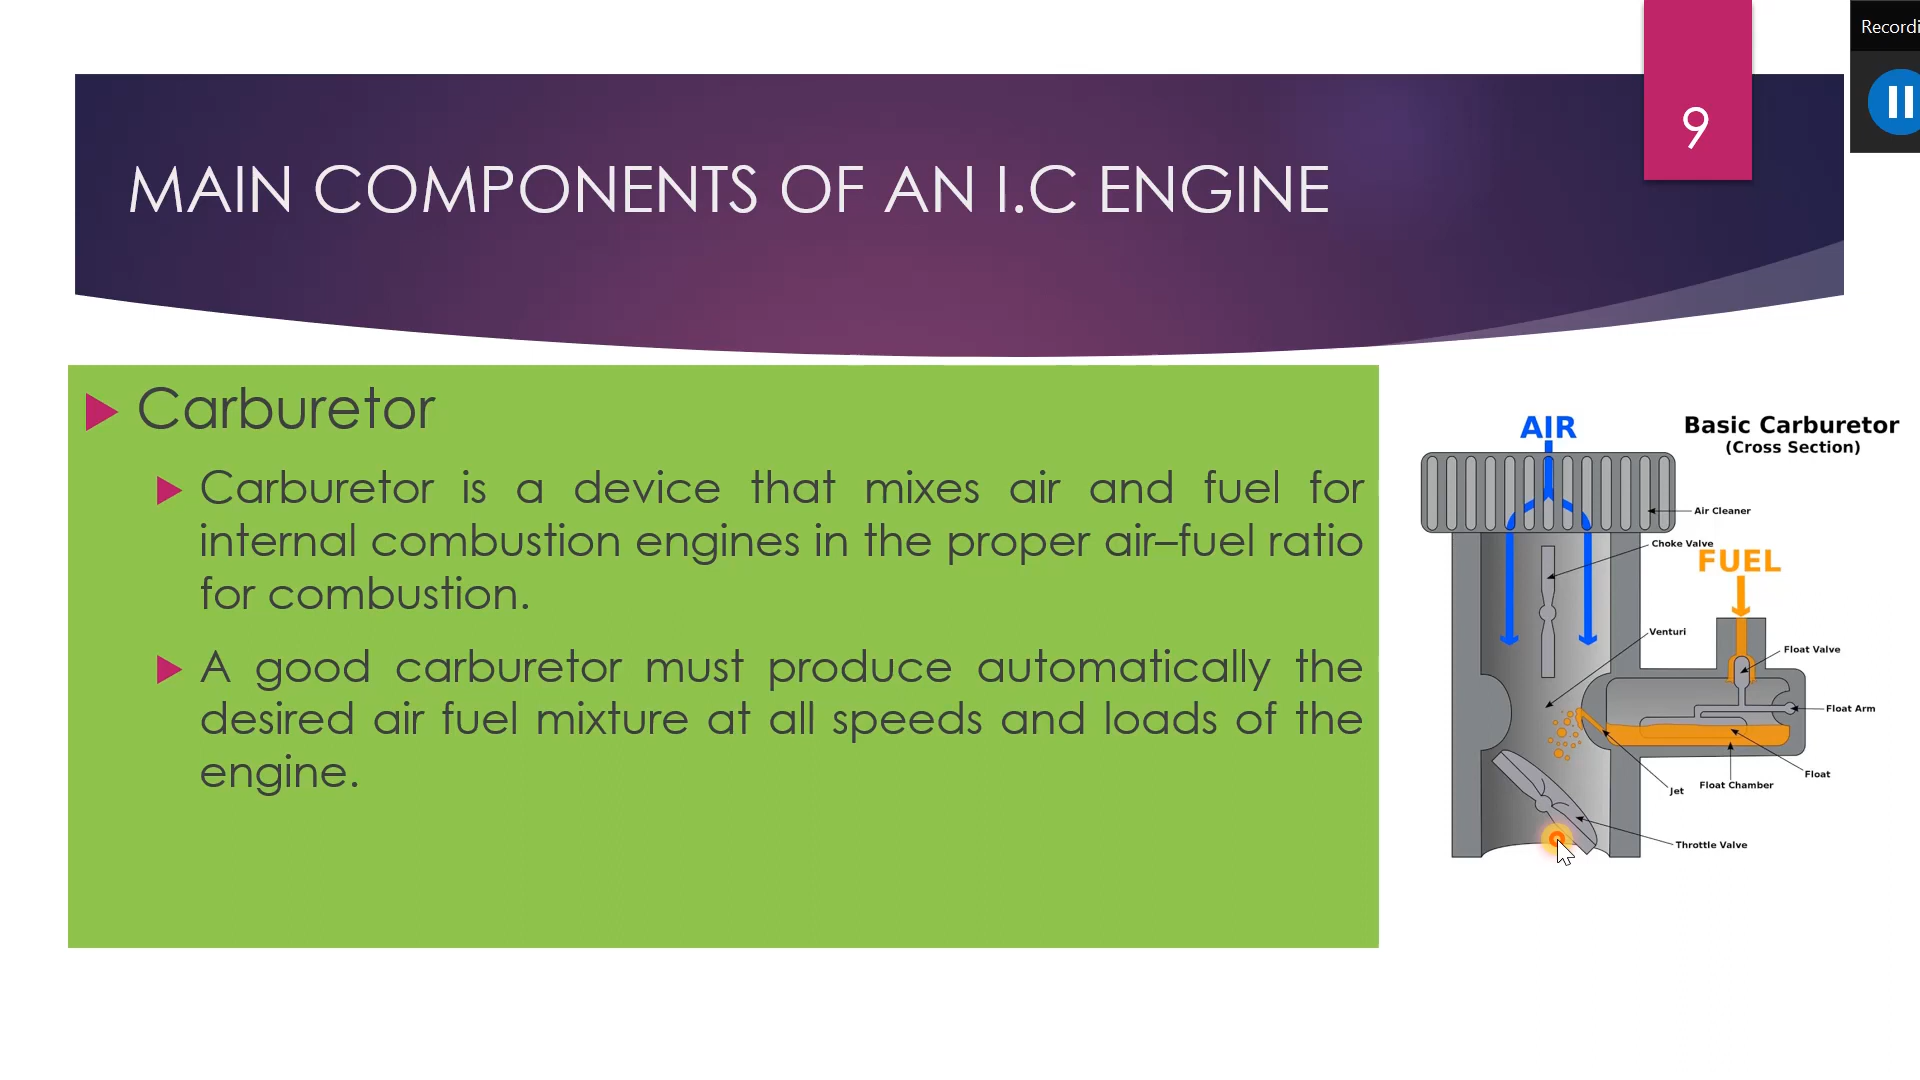 Recordi
9
MAIN COMPONENTS OF AN I.C ENGINE
Carburetor
Carburetor is a device that mixes air and fuel for
internal combustion engines in the proper air–fuel ratio
for combustion.
A good carburetor must produce automatically the
desired air fuel mixture at all speeds and loads of the
engine.
AIR
Basic Carburetor
(Cross Section)
Air Cleaner
Choke Valve
FUEL
Venturi
Float Valve
Float Arm
Float
Float Chamber
Jet
Throttle Valve